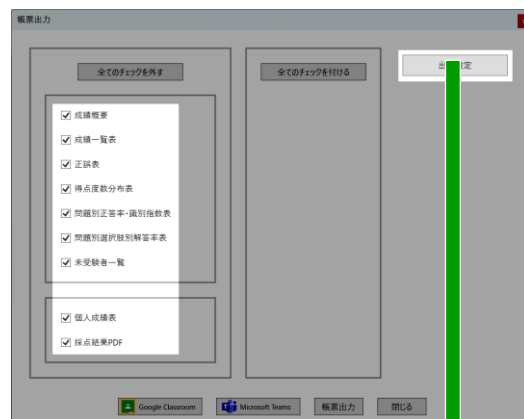 帳票出力
全てのチェックを外す
全てのチェックを付ける
成績概要
成績一覧表
正誤表
得点度数分布表
問題別正答率・識別指数表
問題別選択肢別解答率表
未受験者一覧
個人成績表
採点結果PDF
Google Classroom
Microsoft Teams
帳票出力
閉じる